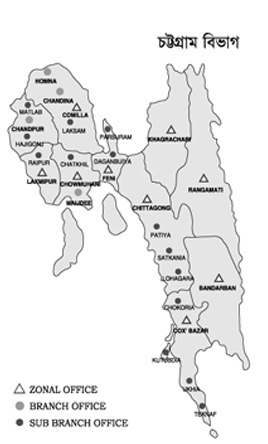 চট্টগ্রাম বিভাগ
HOMNA
CHANDINA
MATLAB
COMILLA
CHANDPUR
LAKSAM
PARSURAM
HAJIGONJ
KHAGRACHARI
RAIPUR
CHATKHIL
DAGANBUIYA
LAKMIPUR
CHOWMUHANI
FENI
RANGAMATI
MAIJDEE
CHITTAGONG
PATIYA
SATKANIA
LOHAGARA
BANDARBAN
CHOKORIA
COX' BAZAR
KUTUBDIA
UKHIA
TEKNAF
ZONAL OFFICE
BRANCH OFFICE
SUB BRANCH OFFICE